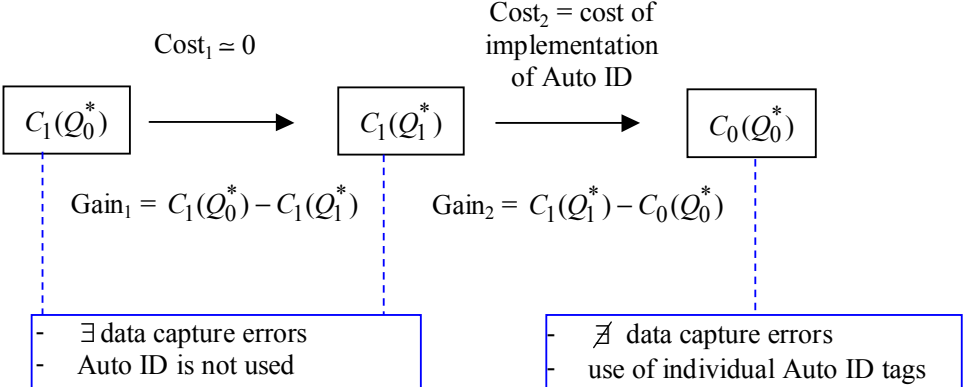 Cost₁ ≃ 0
Cost₂ = cost of
implementation
of Auto ID
C₁(Q₀*)
C₁(Q₁*)
C₀(Q₀*)
Gain₁ = C₁(Q₀*) − C₁(Q₁*)
Gain₂ = C₁(Q₁*) − C₀(Q₀*)
- ∃ data capture errors
- Auto ID is not used
- ∄ data capture errors
- use of individual Auto ID tags